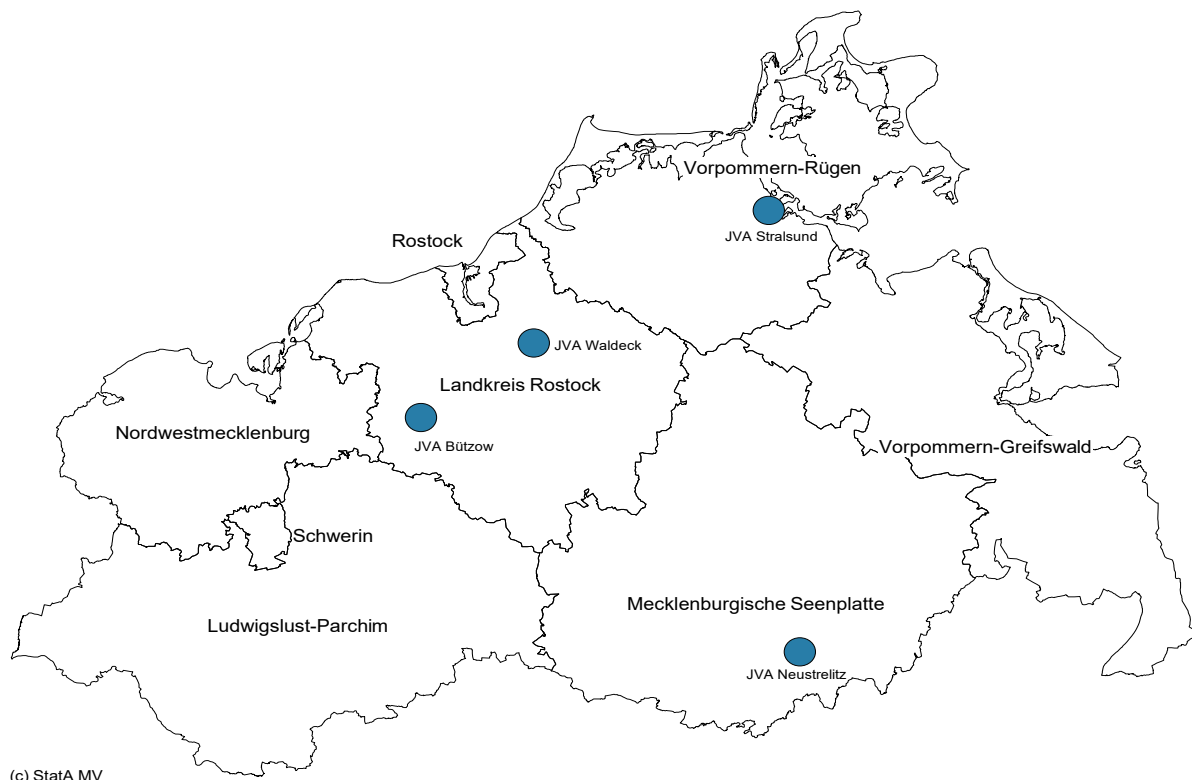 Vorpommern-Rügen
JVA Stralsund
Rostock
JVA Waldeck
Landkreis Rostock
Nordwestmecklenburg
JVA Bützow
Vorpommern-Greifswald
Schwerin
Mecklenburgische Seenplatte
Ludwigslust-Parchim
JVA Neustrelitz
(c) StatA MV